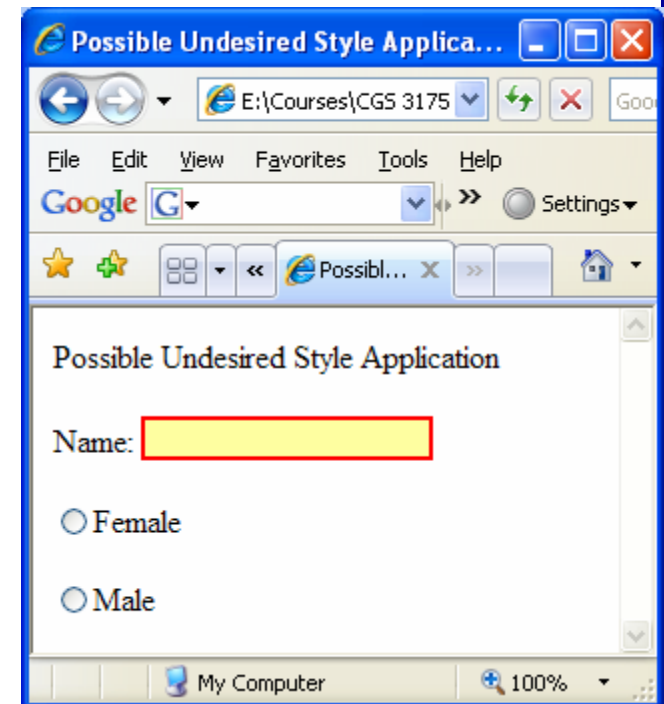 Possible Undesired Style Applica...
E:\Courses\CGS 3175
Goo
File Edit View Favorites Tools Help
Google G Settings
Possibl... X
Possible Undesired Style Application
Name:
Female
Male
My Computer 100%